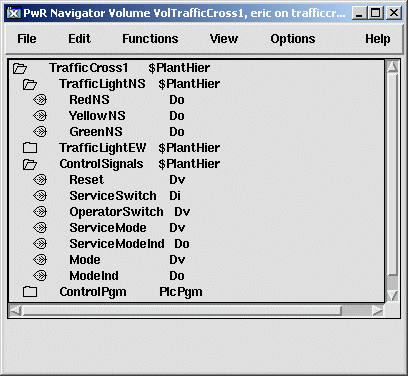 PwR Navigator Volume VolTrafficCross1, eric on trafficcr...
File Edit Functions View Options Help
TrafficCross1 $PlantHier
TrafficLightNS $PlantHier
RedNS Do
YellowNS Do
GreenNS Do
TrafficLightEW $PlantHier
ControlSignals $PlantHier
Reset Dv
ServiceSwitch Di
OperatorSwitch Dv
ServiceMode Dv
ServiceModeInd Do
Mode Dv
ModeInd Do
ControlPgm PlcPgm